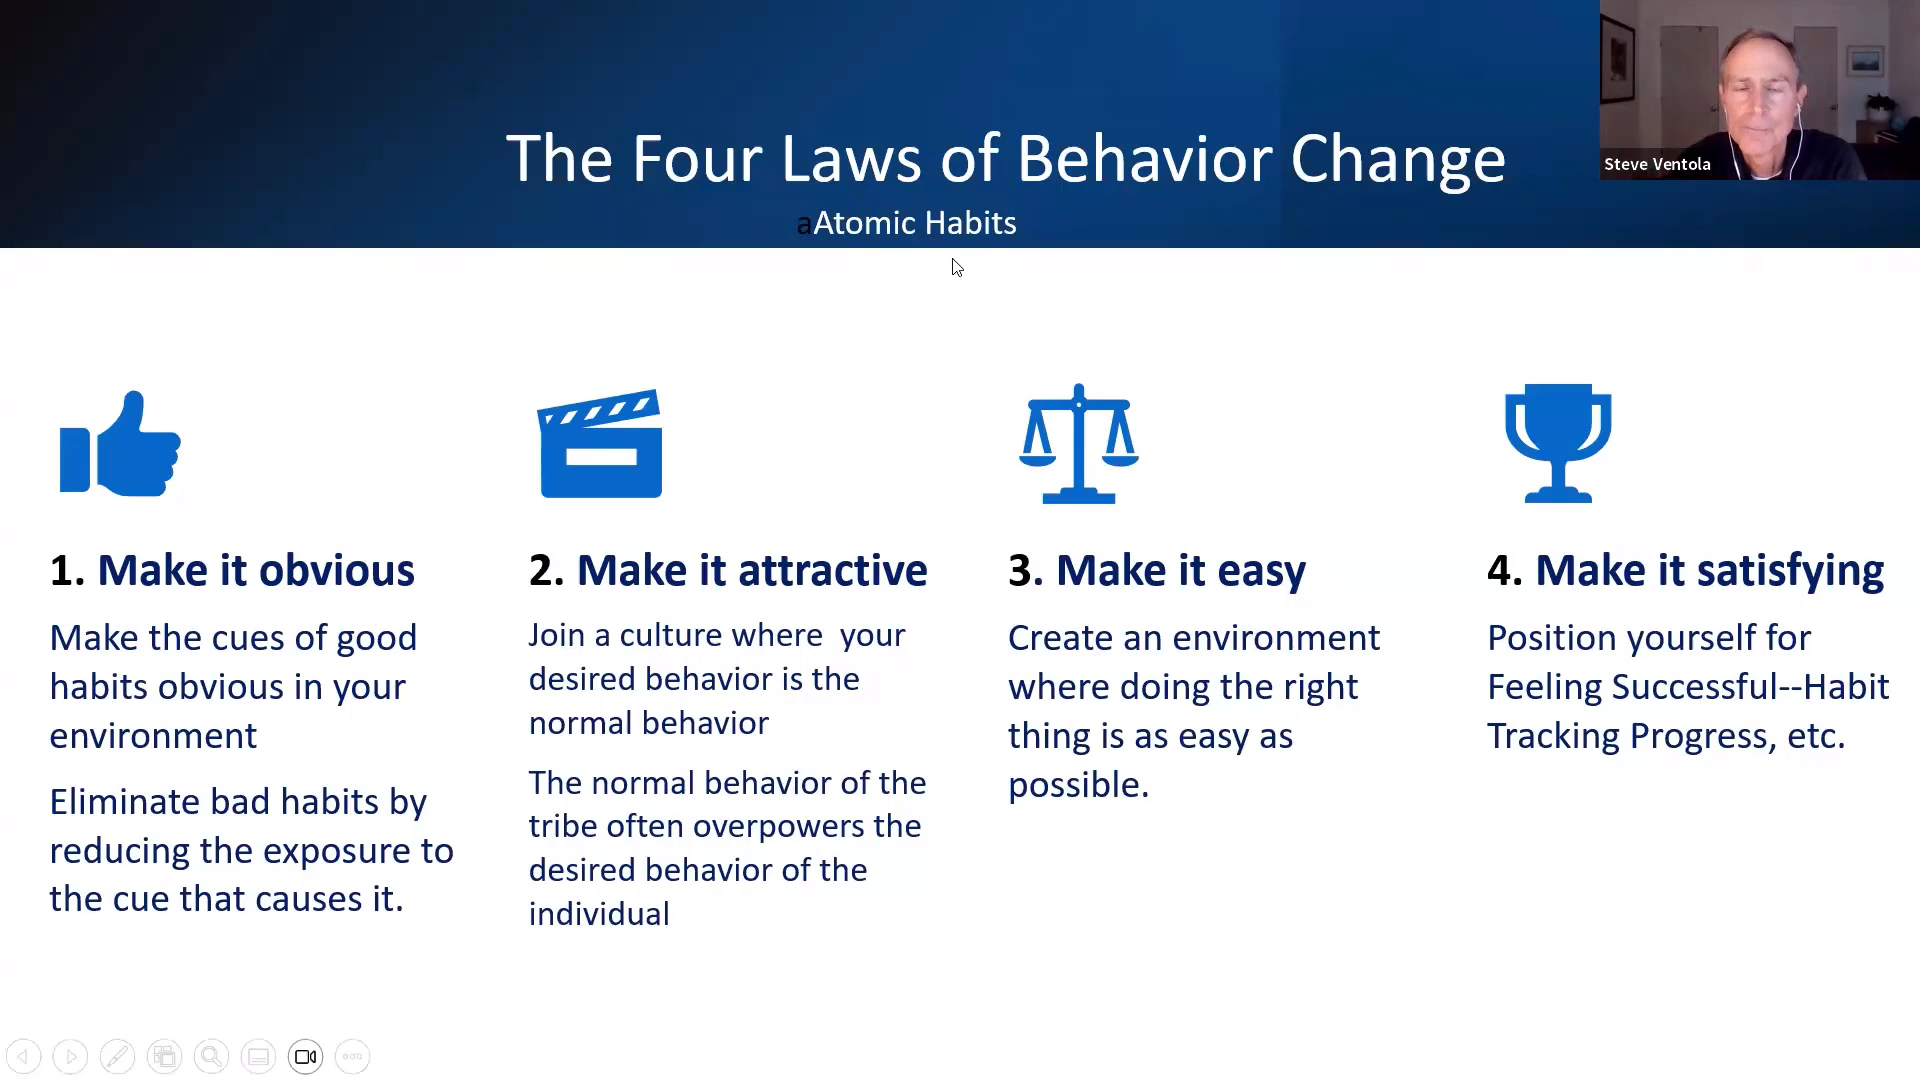 The Four Laws of Behavior Change
aAtomic Habits
Steve Ventola
1. Make it obvious
Make the cues of good
habits obvious in your
environment
Eliminate bad habits by
reducing the exposure to
the cue that causes it.
2. Make it attractive
Join a culture where  your
desired behavior is the
normal behavior
The normal behavior of the
tribe often overpowers the
desired behavior of the
individual
3. Make it easy
Create an environment
where doing the right
thing is as easy as
possible.
4. Make it satisfying
Position yourself for
Feeling Successful--Habit
Tracking Progress, etc.